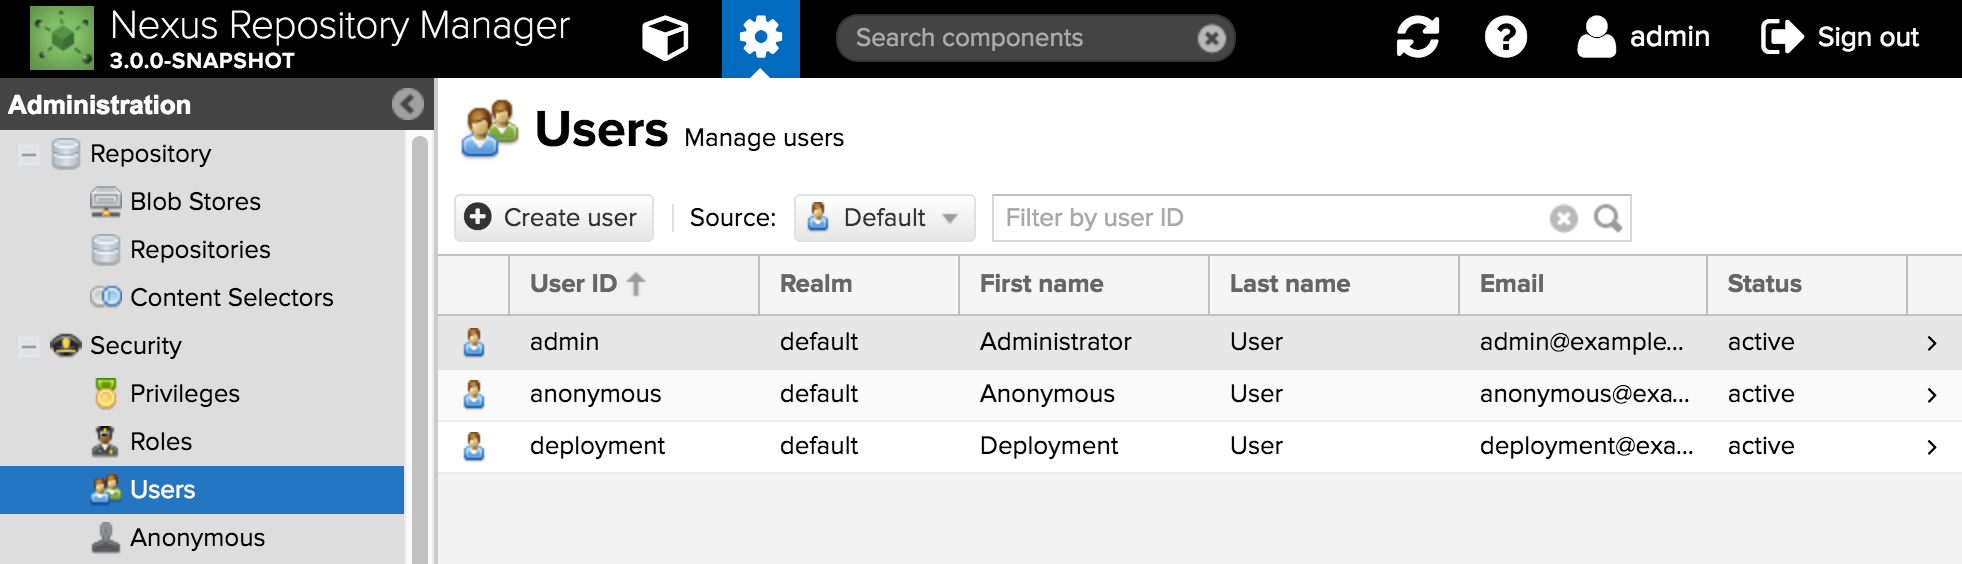 Nexus Repository Manager
3.0.0-SNAPSHOT
Search components
admin
Sign out
Administration
Repository
Blob Stores
Repositories
Content Selectors
Security
Privileges
Roles
Users
Anonymous
Users Manage users
Create user Source: Default Filter by user ID
User ID Realm First name Last name Email Status
admin default Administrator User admin@example... active
anonymous default Anonymous User anonymous@exa... active
deployment default Deployment User deployment@exa... active